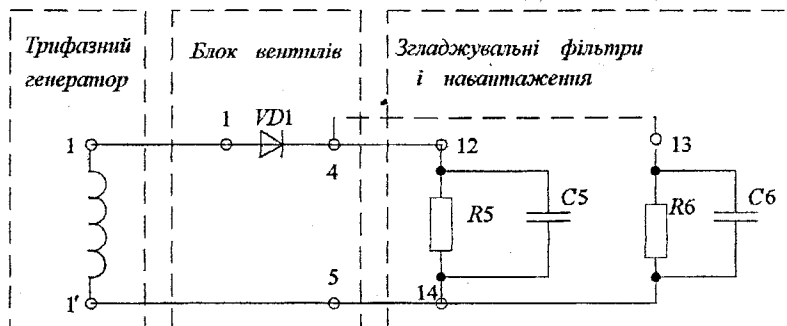 Трифазний
генератор
Блок вентилів
Згладжувальні фільтри
і навантаження
1
1
VD1
4
12
13
R5
C5
R6
C6
1'
5
14